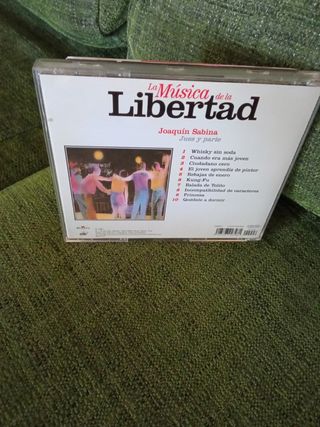 La Música de la
Libertad
Joaquín Sabina
Juez y parte
1 Whisky sin soda
2 Cuando era más joven
3 Ciudadano cero
4 El joven aprendiz de pintor
5 Rebajas de enero
6 Kung-Fu
7 Balada de Tolito
8 Incompatibilidad de caracteres
9 Princesa
10 Quédate a dormir